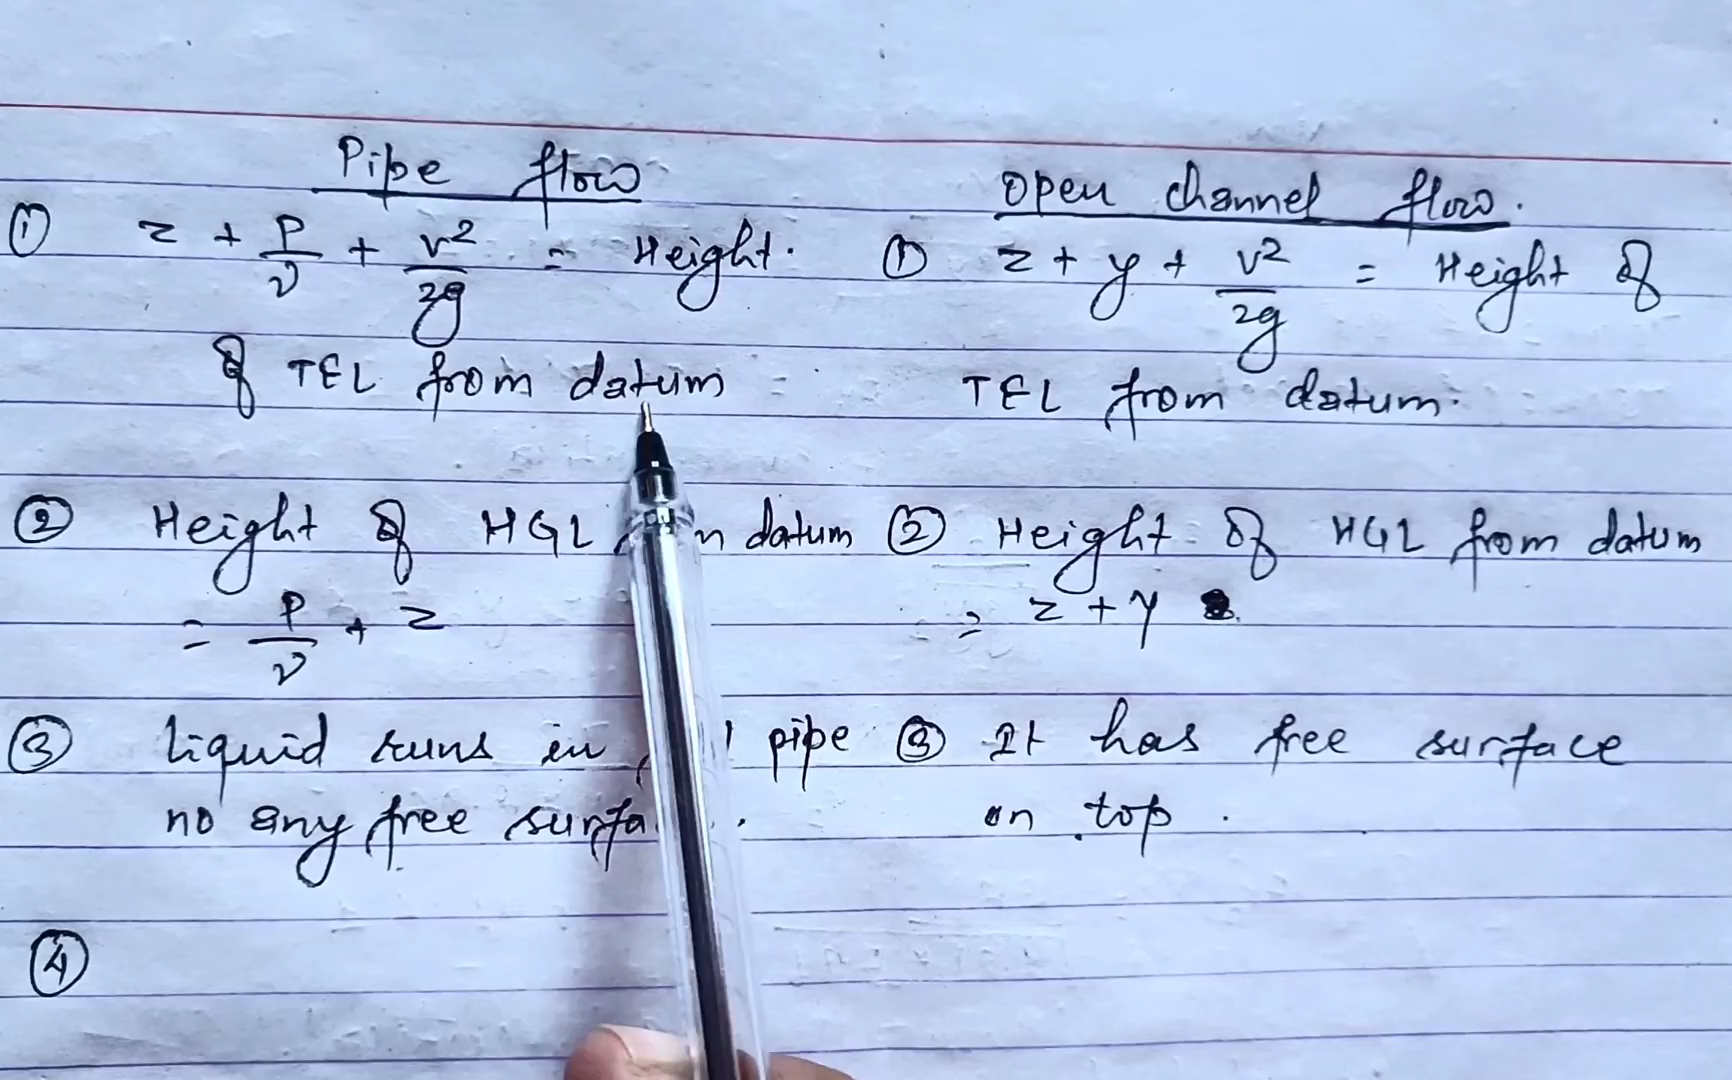 Pipe flow
① z + P/ν + v²/2g = Height.
of TEL from datum
② Height of HGL datum
= P/ν + z
③ liquid runs in pipe
no any free
④
Open channel flow.
① z + y + v²/2g = Height of
TEL from datum.
② Height of HGL from datum
= z + y
③ It has free surface
on top.